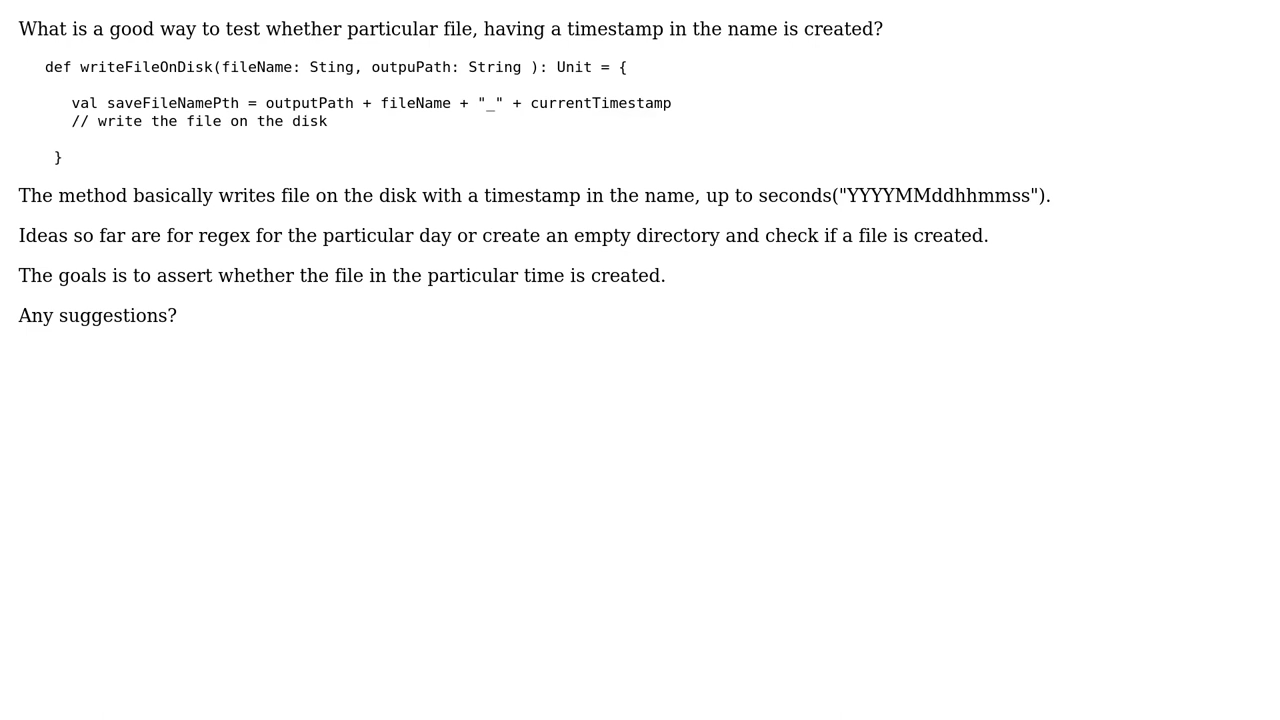 What is a good way to test whether particular file, having a timestamp in the name is created?
def writeFileOnDisk(fileName: Sting, outpuPath: String ): Unit = {
val saveFileNamePth = outputPath + fileName + "_" + currentTimestamp
// write the file on the disk
}
The method basically writes file on the disk with a timestamp in the name, up to seconds("YYYYMMddhhmmss").
Ideas so far are for regex for the particular day or create an empty directory and check if a file is created.
The goals is to assert whether the file in the particular time is created.
Any suggestions?